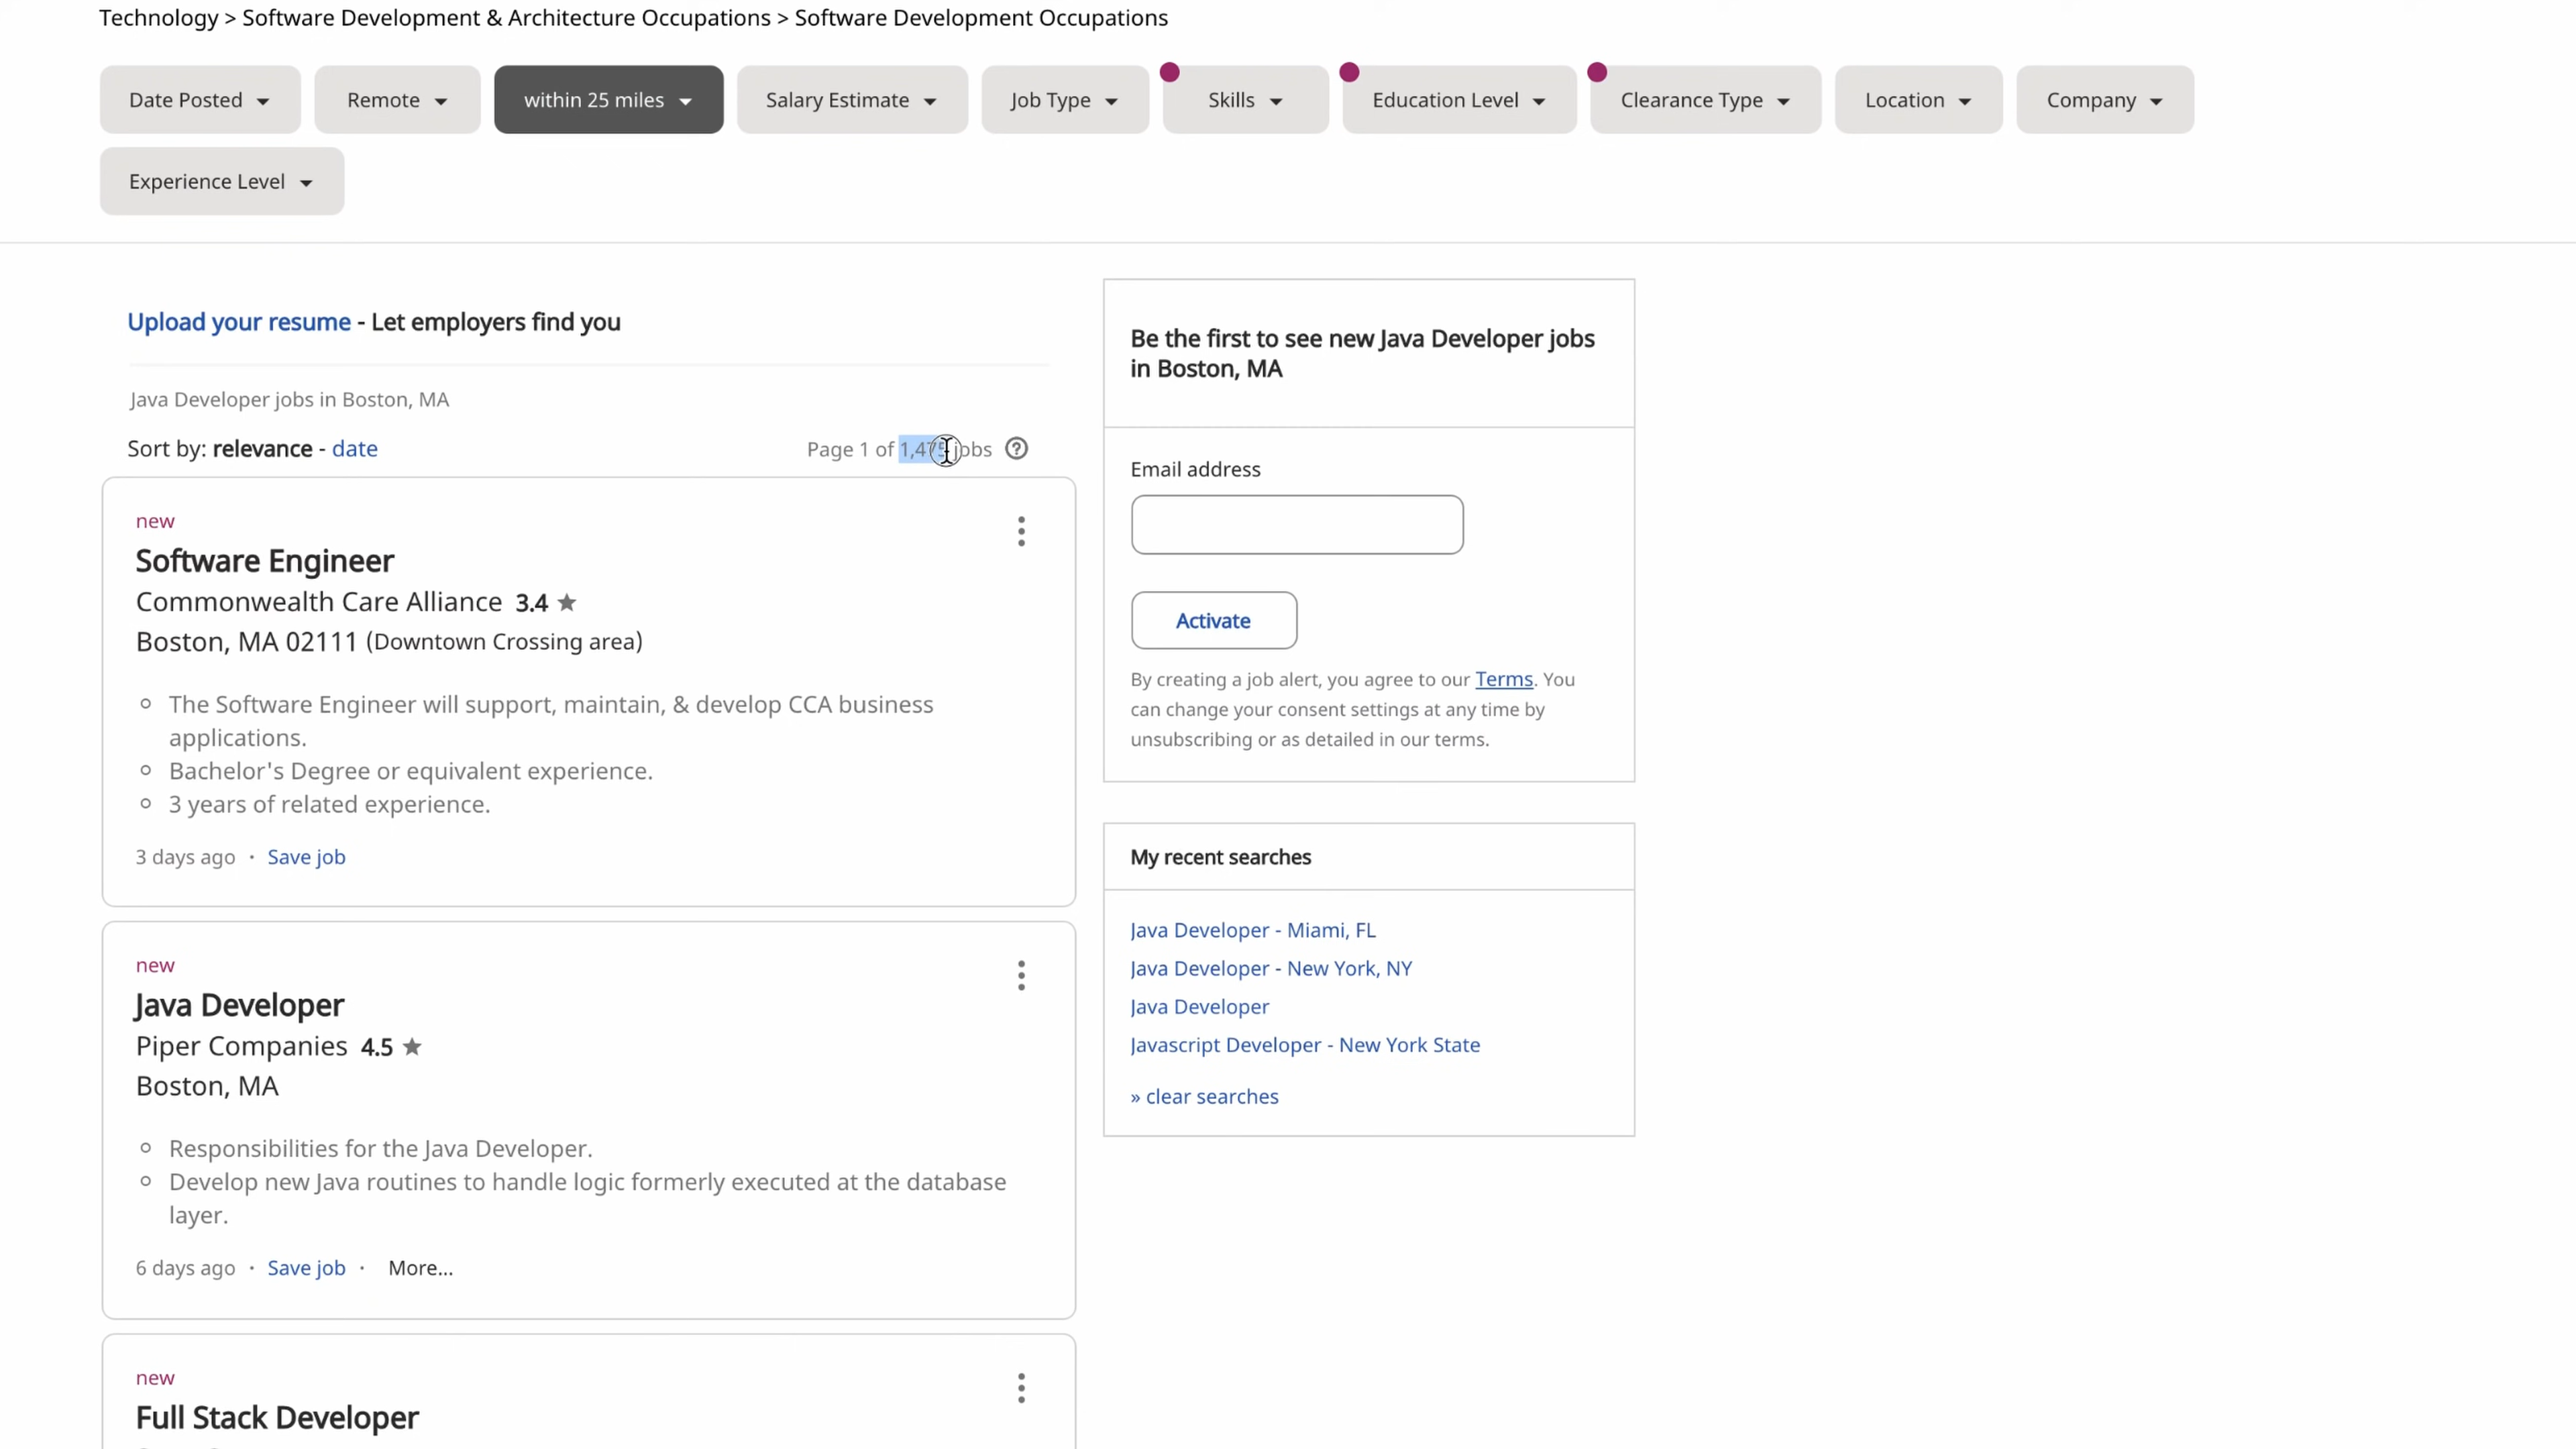 Technology > Software Development & Architecture Occupations > Software Development Occupations
Date Posted Remote within 25 miles Salary Estimate Job Type Skills Education Level Clearance Type Location Company
Experience Level
Upload your resume - Let employers find you
Java Developer jobs in Boston, MA
Sort by: relevance - date
Page 1 of 1,475 jobs
new
Software Engineer
Commonwealth Care Alliance 3.4
Boston, MA 02111 (Downtown Crossing area)
The Software Engineer will support, maintain, & develop CCA business
applications.
Bachelor's Degree or equivalent experience.
3 years of related experience.
3 days ago · Save job
new
Java Developer
Piper Companies 4.5
Boston, MA
Responsibilities for the Java Developer.
Develop new Java routines to handle logic formerly executed at the database
layer.
6 days ago · Save job · More...
new
Full Stack Developer
Be the first to see new Java Developer jobs
in Boston, MA
Email address
Activate
By creating a job alert, you agree to our Terms. You
can change your consent settings at any time by
unsubscribing or as detailed in our terms.
My recent searches
Java Developer - Miami, FL
Java Developer - New York, NY
Java Developer
Javascript Developer - New York State
» clear searches